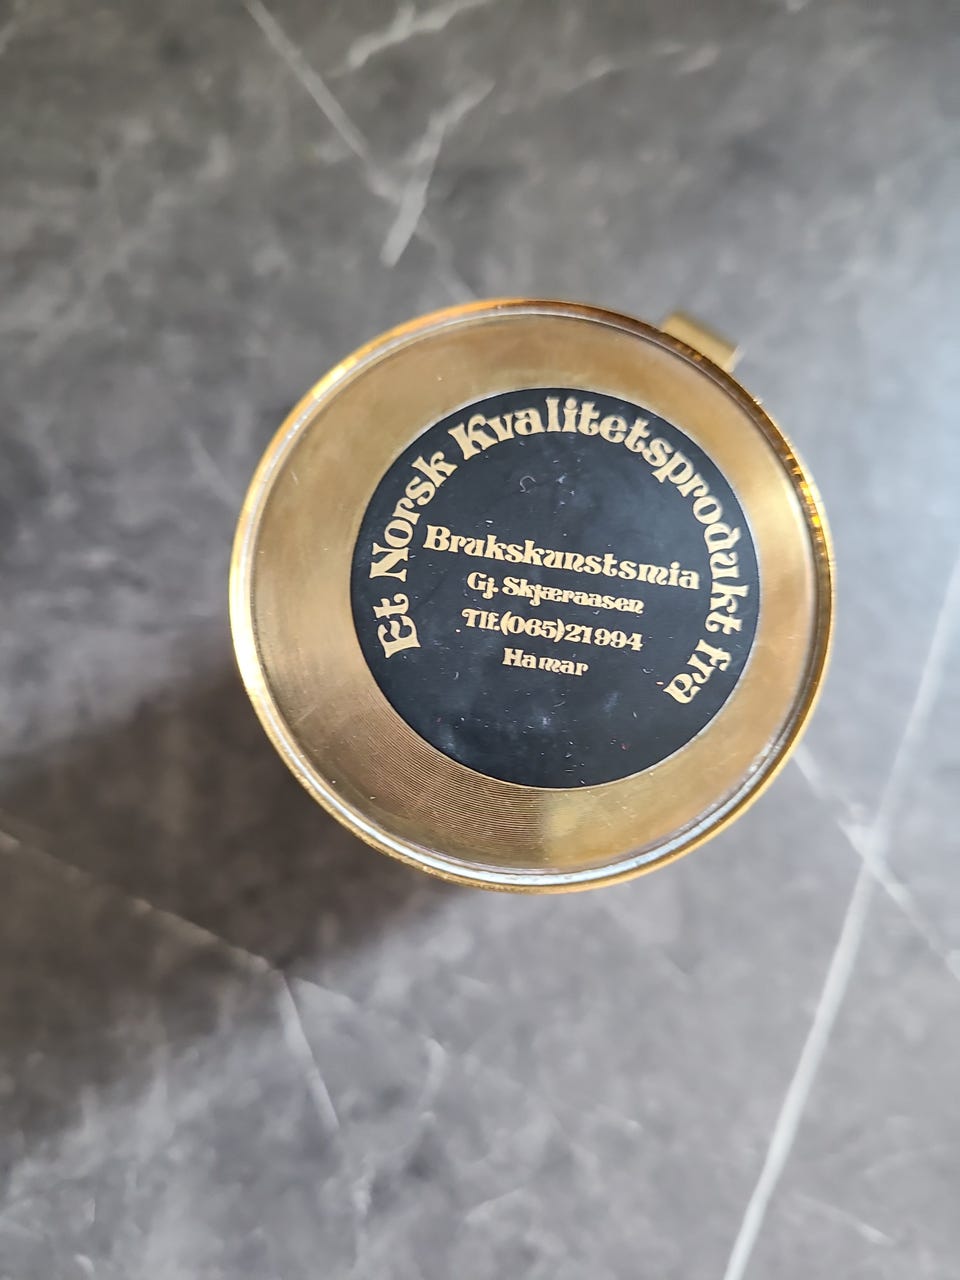 Et Norsk Kvalitetsprodukt fra
Brukskunstsmia
Gj. Skjæraasen
Tlf.(065)21994
Hamar